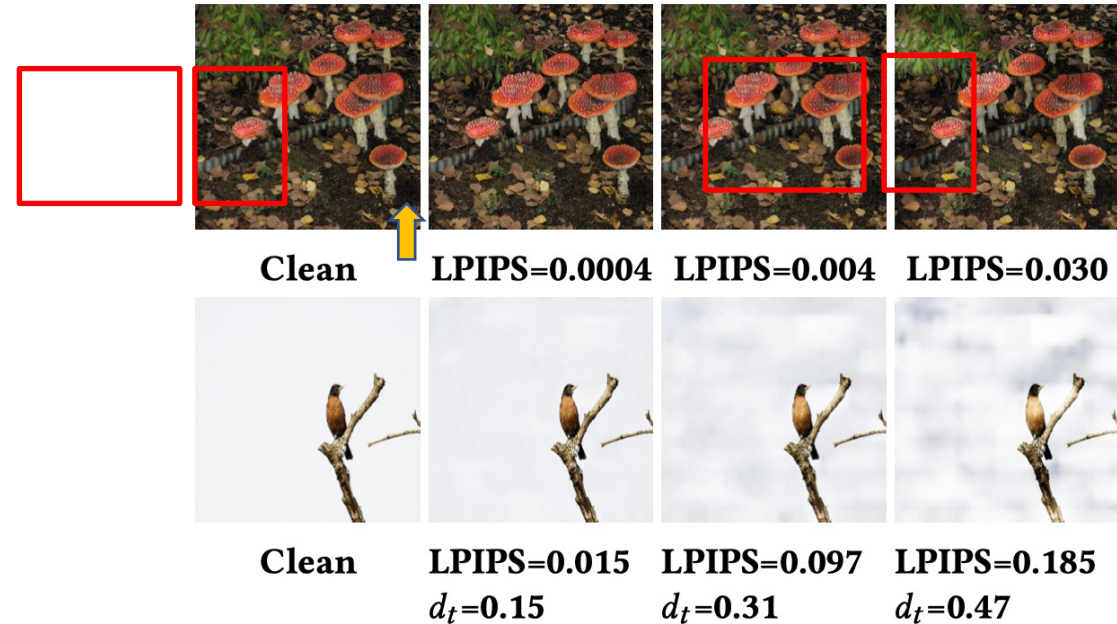 Clean LPIPS=0.0004 LPIPS=0.004 LPIPS=0.030
Clean LPIPS=0.015 LPIPS=0.097 LPIPS=0.185
d_t=0.15 d_t=0.31 d_t=0.47